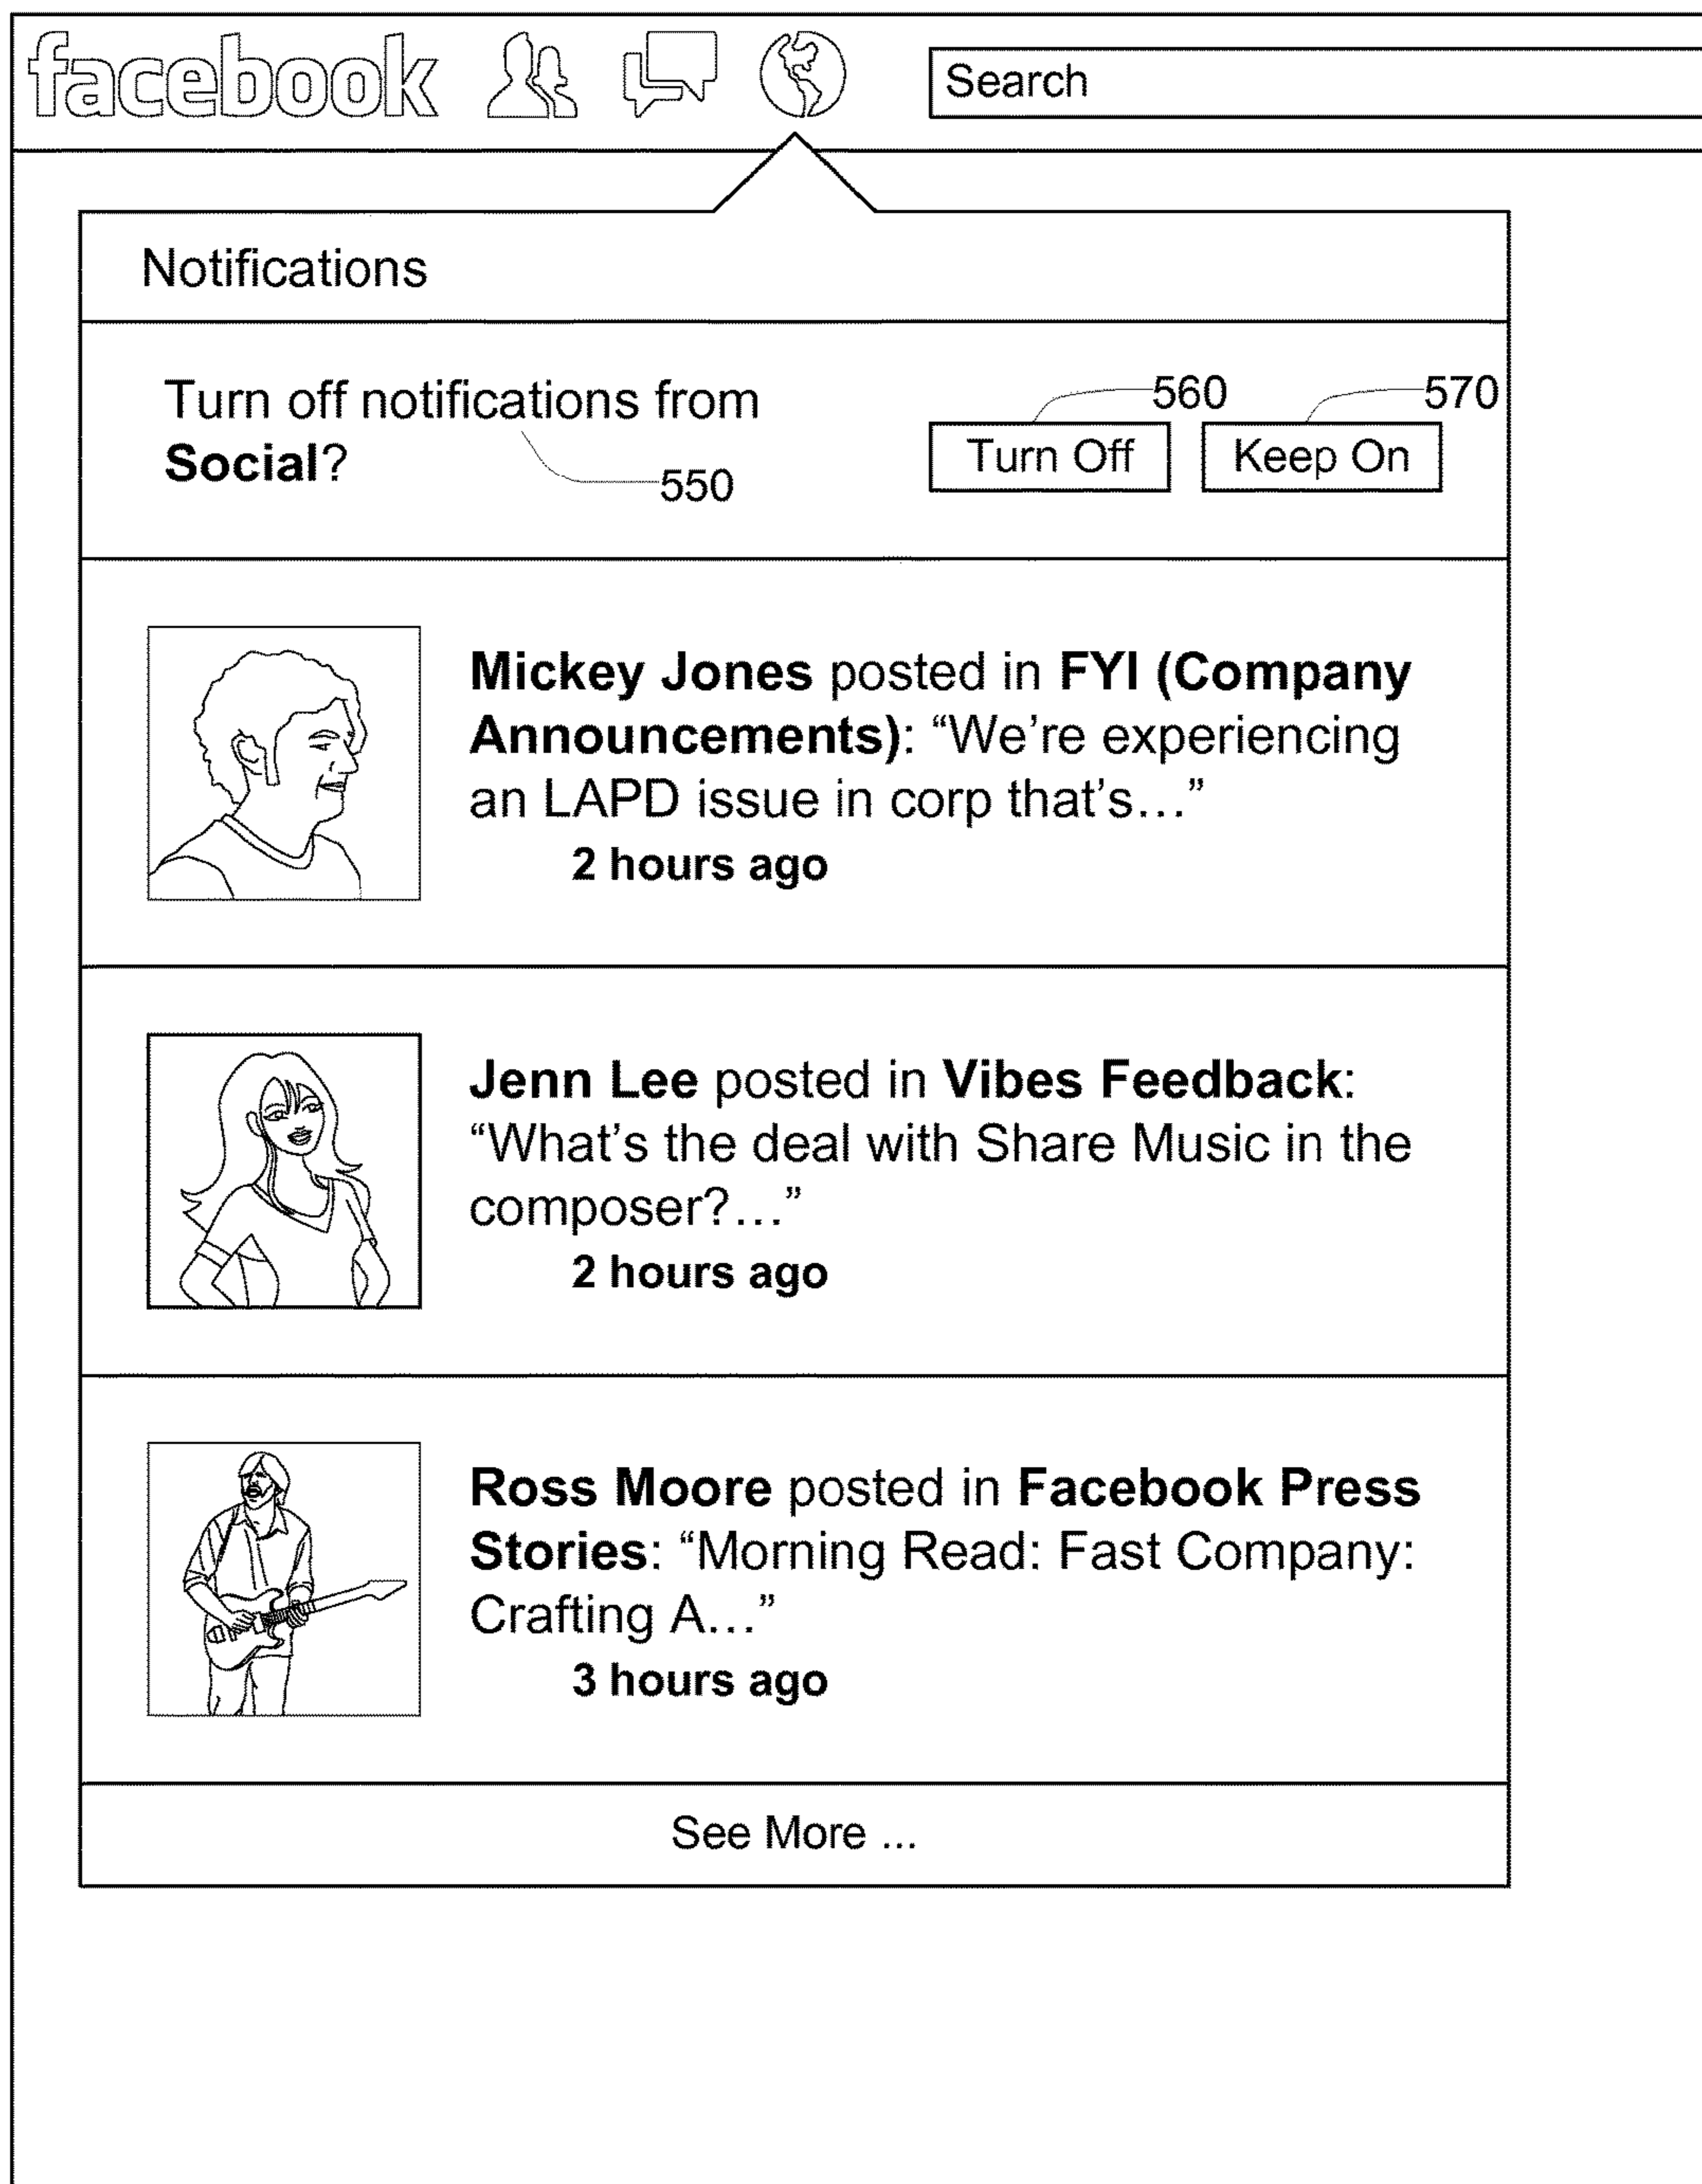 facebook
Search
Notifications
Turn off notifications from
Social?
550
560
570
Turn Off
Keep On
Mickey Jones posted in FYI (Company
Announcements): “We’re experiencing
an LAPD issue in corp that’s…”
2 hours ago
Jenn Lee posted in Vibes Feedback:
“What’s the deal with Share Music in the
composer?…”
2 hours ago
Ross Moore posted in Facebook Press
Stories: “Morning Read: Fast Company:
Crafting A…”
3 hours ago
See More ...